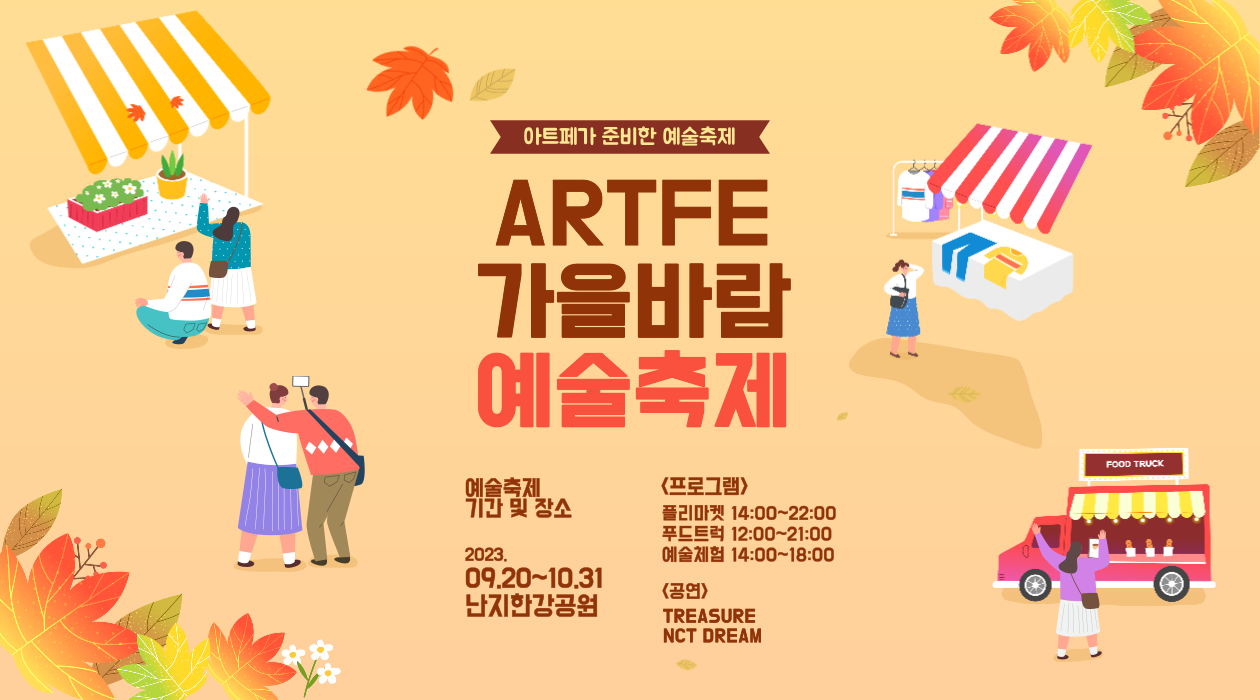 아트페가 준비한 예술축제
ARTFE
가을바람
예술축제
예술축제
기간 및 장소
2023.
09.20~10.31
난지한강공원
<프로그램>
플리마켓 14:00~22:00
푸드트럭 12:00~21:00
예술체험 14:00~18:00
<공연>
TREASURE
NCT DREAM
FOOD TRUCK